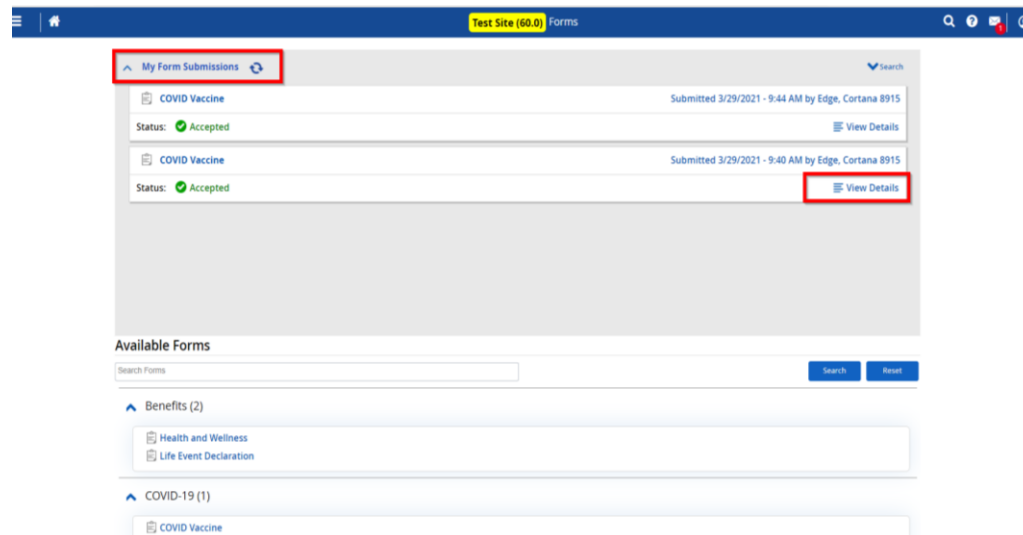 Test Site (60.0) Forms
1
My Form Submissions
Search
COVID Vaccine
Submitted 3/29/2021 - 9:44 AM by Edge, Cortana 8915
Status: Accepted
View Details
COVID Vaccine
Submitted 3/29/2021 - 9:40 AM by Edge, Cortana 8915
Status: Accepted
View Details
Available Forms
Search Forms
Search
Reset
Benefits (2)
Health and Wellness
Life Event Declaration
COVID-19 (1)
COVID Vaccine